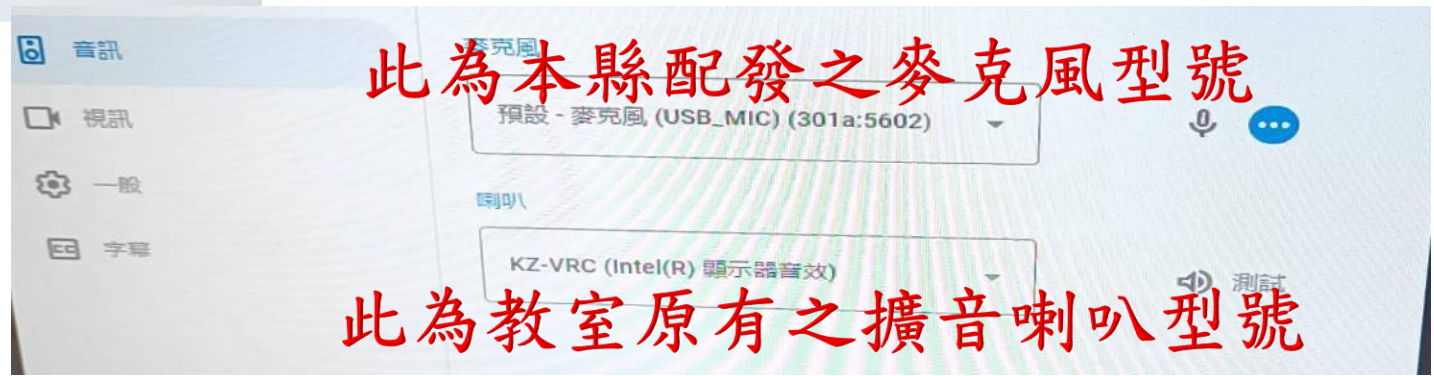 音訊
視訊
一般
字幕
麥克風
此為本縣配發之麥克風型號
預設 - 麥克風 (USB_MIC) (301a:5602)
喇叭
KZ-VRC (Intel(R) 顯示器音效)
測試
此為教室原有之擴音喇叭型號